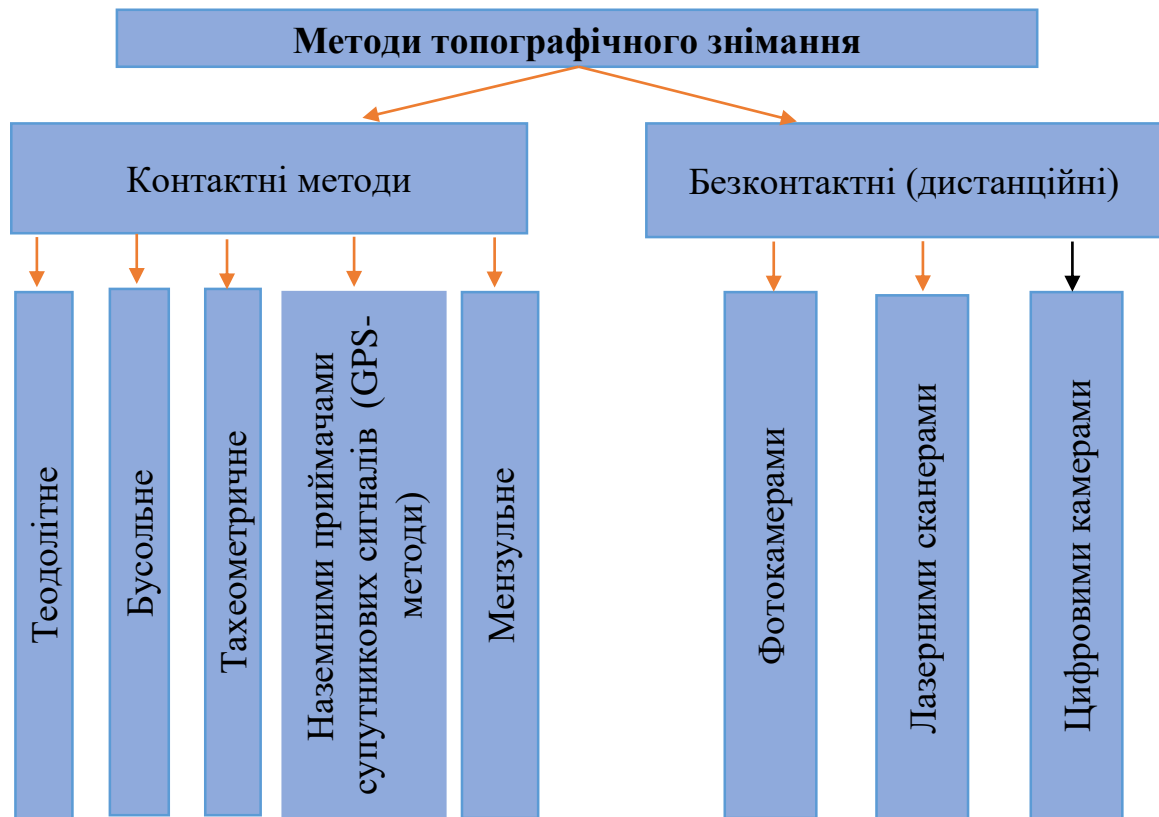 Методи топографічного знімання
Контактні методи
Безконтактні (дистанційні)
Теодолітне
Бусольне
Тахеометричне
Наземними приймачами
супутникових сигналів (GPS-
методи)
Мензульне
Фотокамерами
Лазерними сканерами
Цифровими камерами